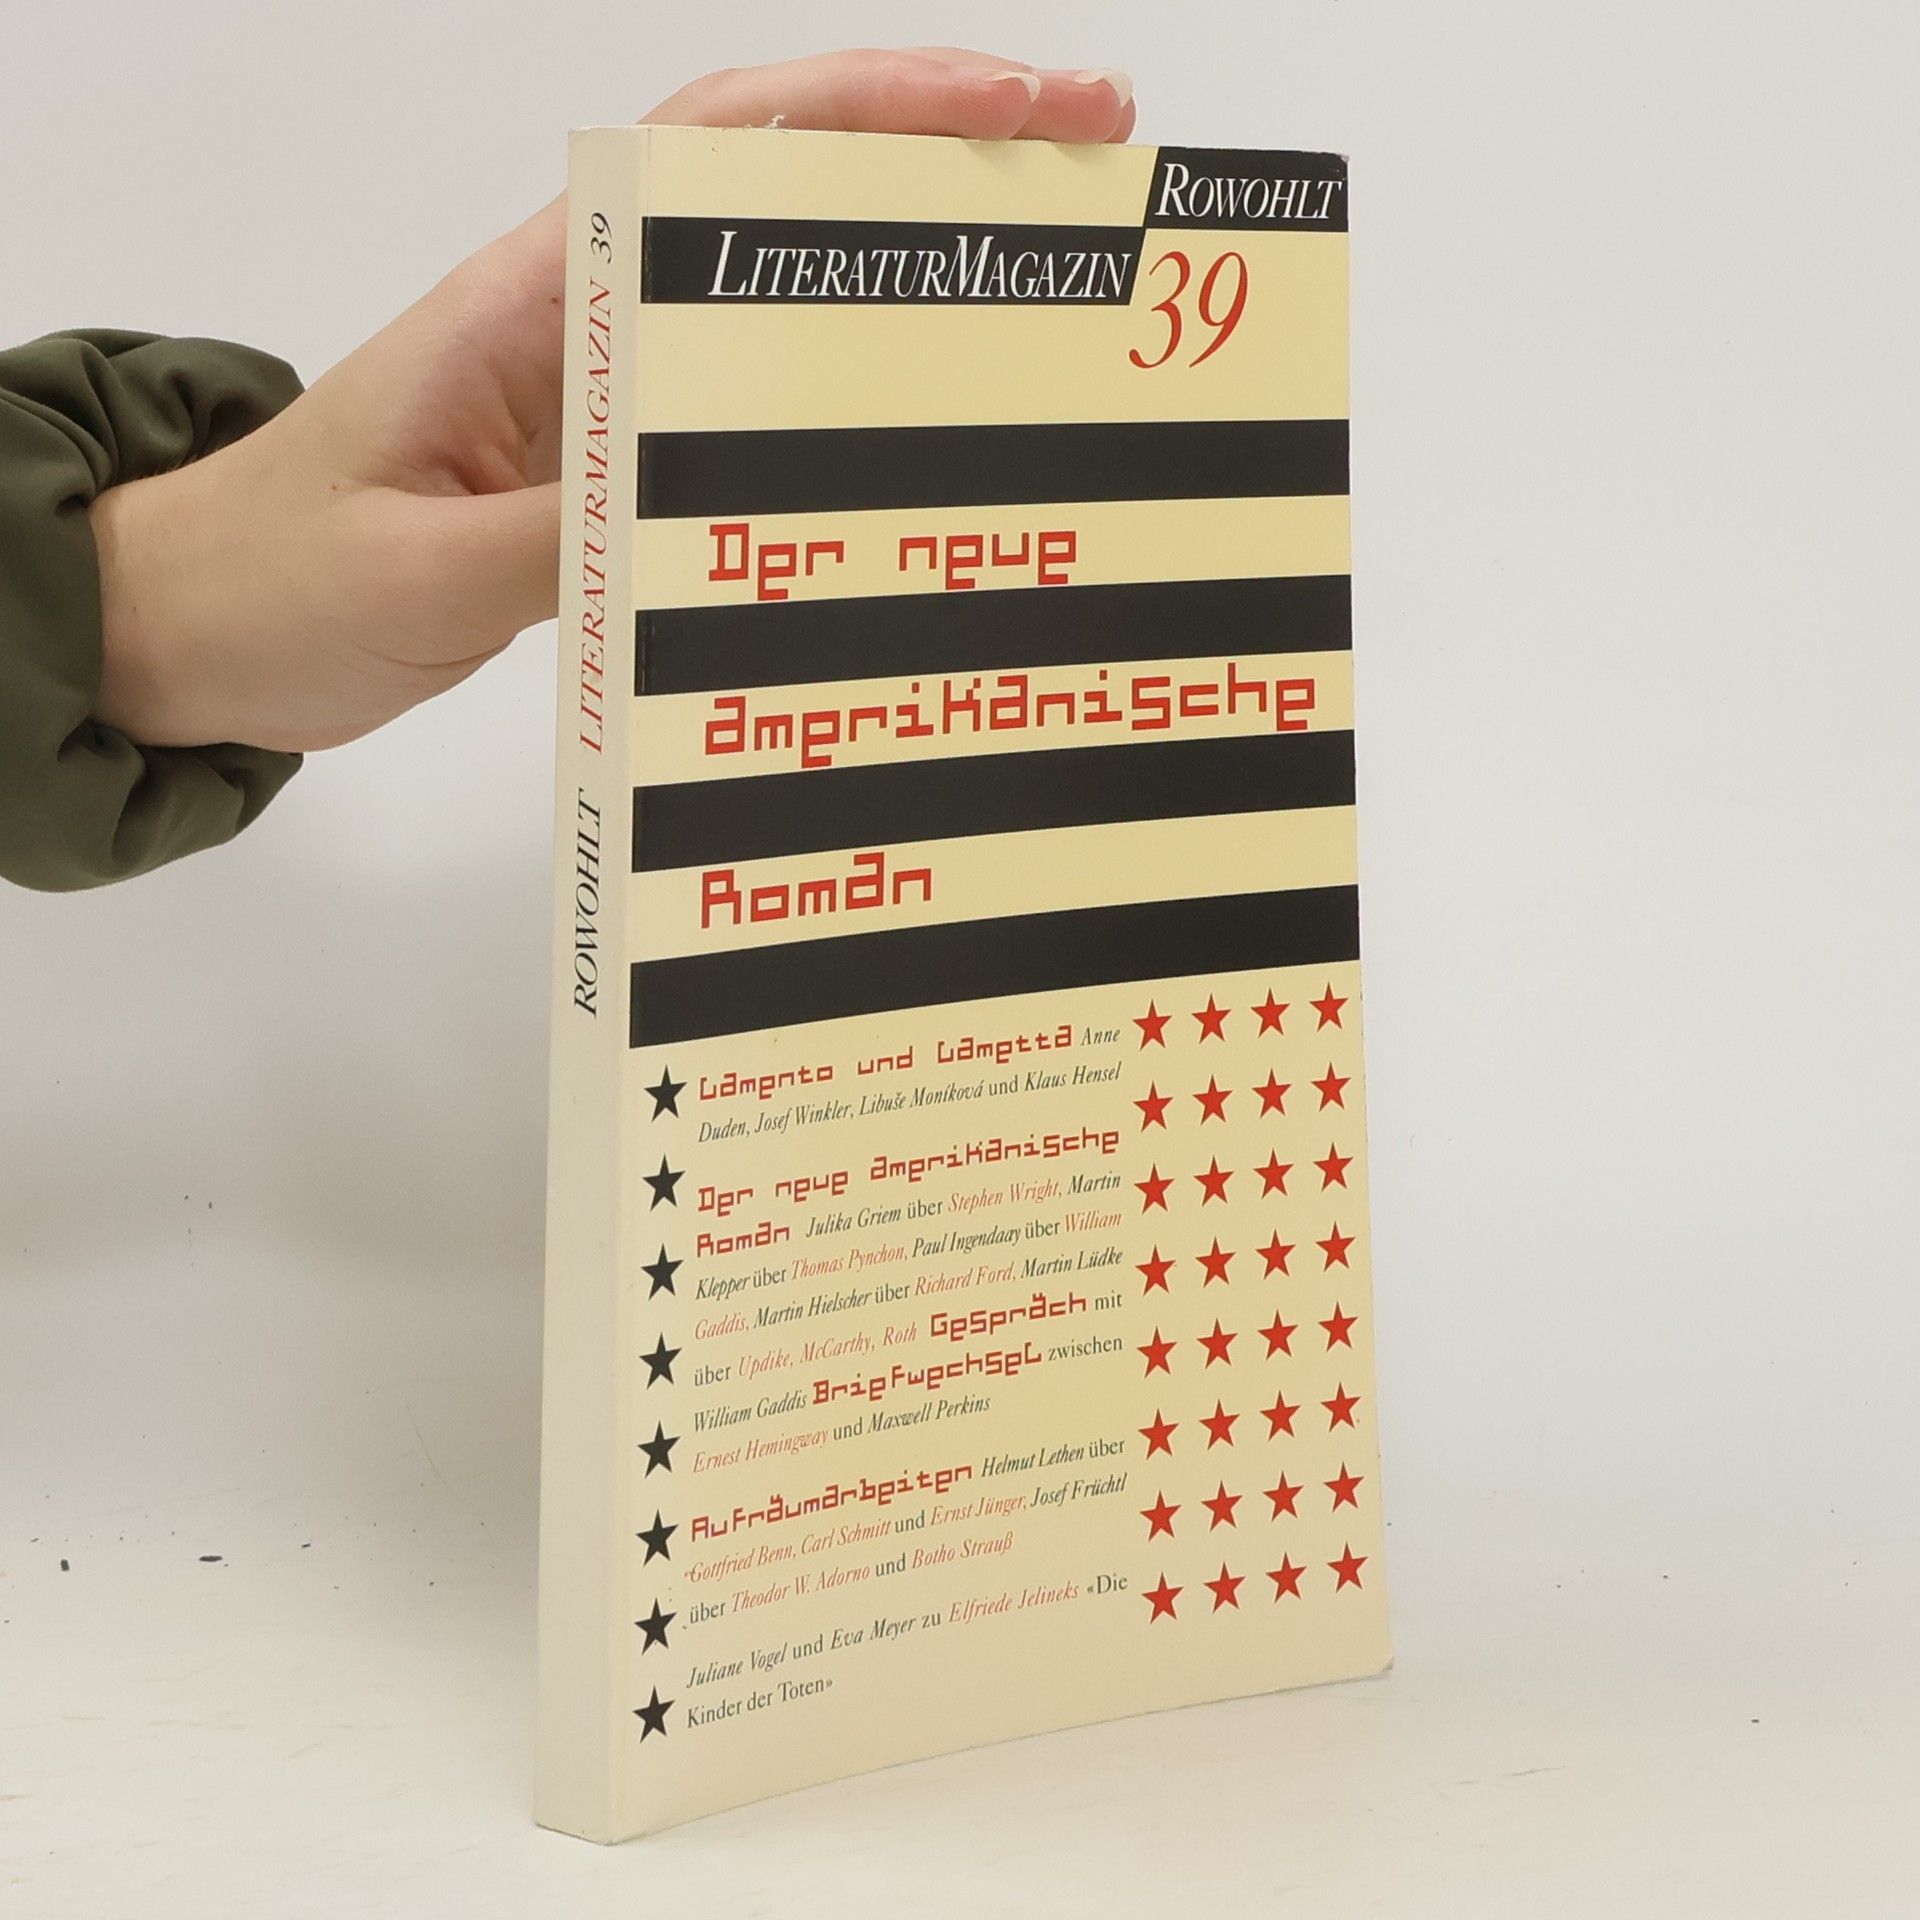 ROWOHLT
LITERATURMAGAZIN 39
Der neue
amerikanische
Roman
Lamento und Lametta Anne
Duden, Josef Winkler, Libuše Moníková und Klaus Hensel
Der neue amerikanische
Roman Julika Griem über Stephen Wright, Martin
Klepper über Thomas Pynchon, Paul Ingendaay über William
Gaddis, Martin Hielscher über Richard Ford, Martin Lüdke
über Updike, McCarthy, Roth Gespräch mit
William Gaddis Briefwechsel zwischen
Ernest Hemingway und Maxwell Perkins
Aufräumarbeiten Helmut Lethen über
Gottfried Benn, Carl Schmitt und Ernst Jünger, Josef Früchtl
über Theodor W. Adorno und Botho Strauß
Juliane Vogel und Eva Meyer zu Elfriede Jelineks «Die
Kinder der Toten»
ROWOHLT LITERATURMAGAZIN 39